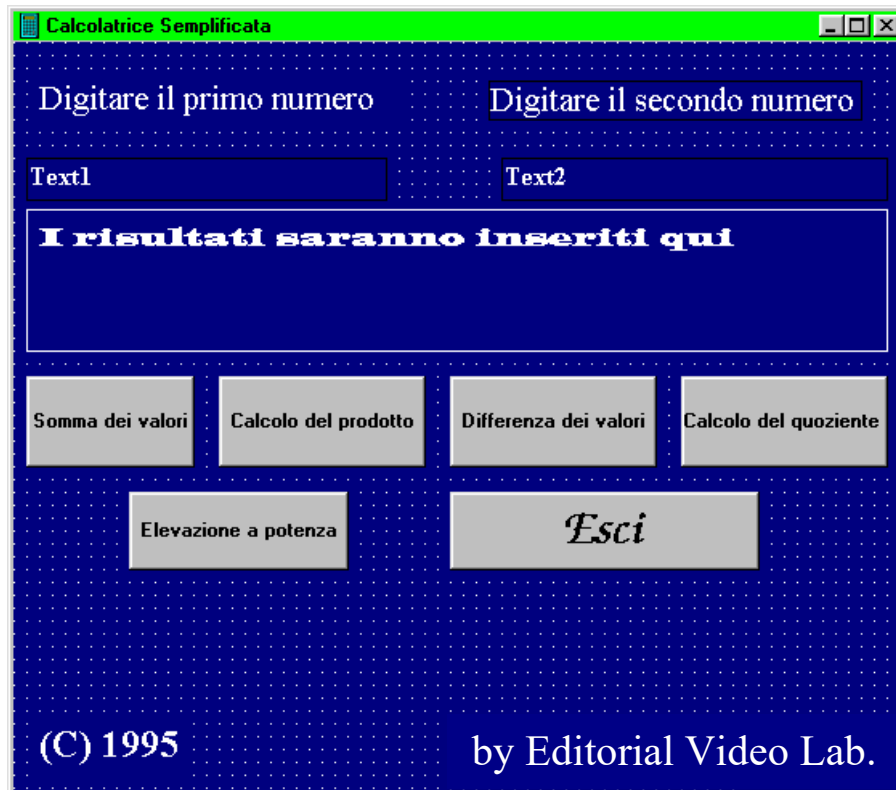 Calcolatrice Semplificata
Digitare il primo numero
Digitare il secondo numero
Text1
Text2
I risultati saranno inseriti qui
Somma dei valori
Calcolo del prodotto
Differenza dei valori
Calcolo del quoziente
Elevazione a potenza
Esci
(C) 1995
by Editorial Video Lab.